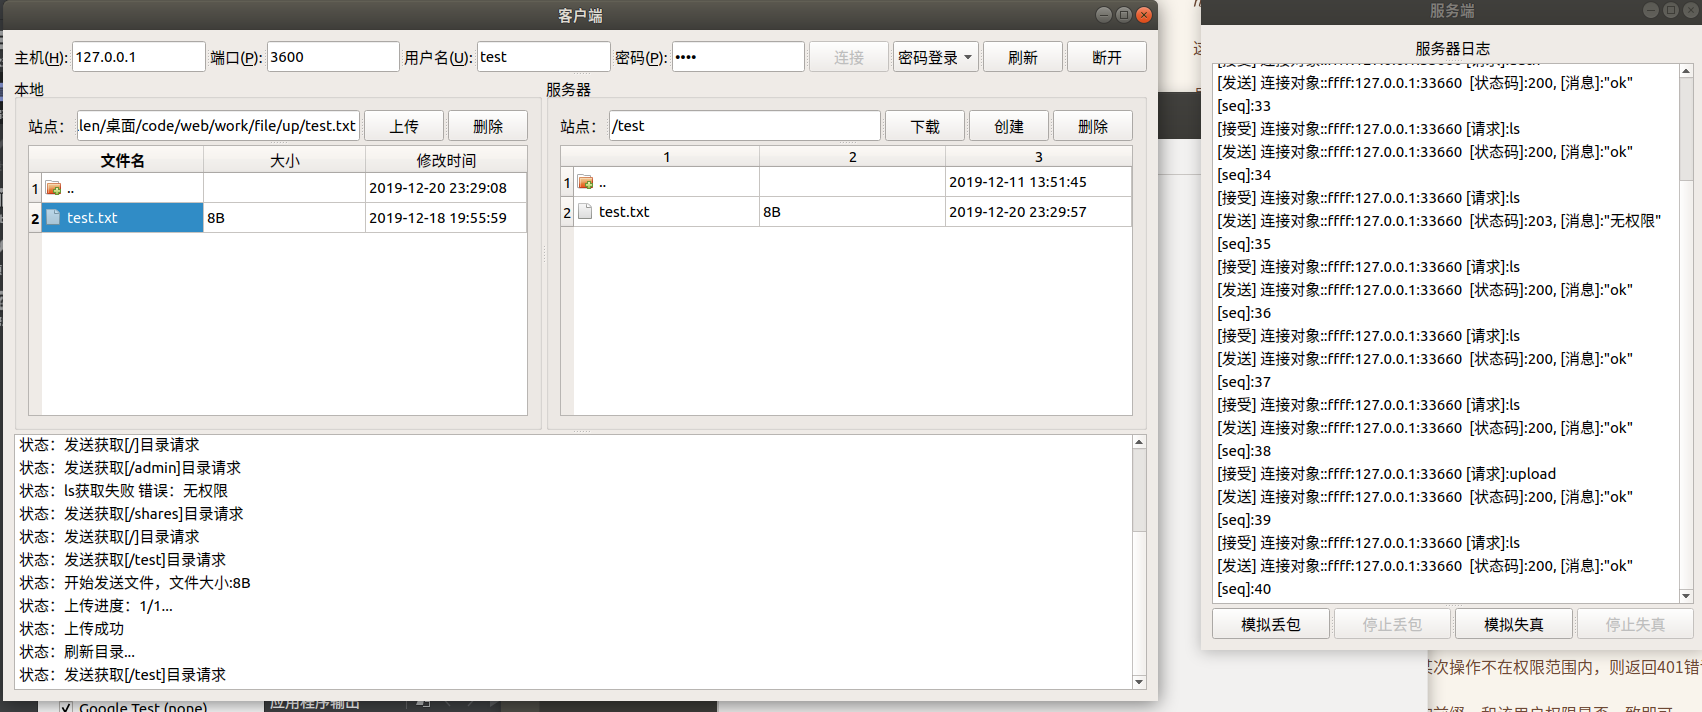 客户端
主机(H): 127.0.0.1 端口(P): 3600 用户名(U): test 密码(P): •••• 连接 密码登录 刷新 断开
本地
站点: .len/桌面/code/web/work/file/up/test.txt 上传 删除
文件名 大小 修改时间
1 .. 2019-12-20 23:29:08
2 test.txt 8B 2019-12-18 19:55:59
服务器
站点: /test 下载 创建 删除
1 2 3
1 .. 2019-12-11 13:51:45
2 test.txt 8B 2019-12-20 23:29:57
状态：发送获取[/]目录请求
状态：发送获取[/admin]目录请求
状态：ls获取失败 错误：无权限
状态：发送获取[/shares]目录请求
状态：发送获取[/]目录请求
状态：发送获取[/test]目录请求
状态：开始发送文件，文件大小:8B
状态：上传进度：1/1...
状态：上传成功
状态：刷新目录...
状态：发送获取[/test]目录请求
Google Test (none)
应用程序输出
服务端
服务器日志
[发送] 连接对象::ffff:127.0.0.1:33660 [状态码]:200, [消息]:"ok"
[seq]:33
[接受] 连接对象::ffff:127.0.0.1:33660 [请求]:ls
[发送] 连接对象::ffff:127.0.0.1:33660 [状态码]:200, [消息]:"ok"
[seq]:34
[接受] 连接对象::ffff:127.0.0.1:33660 [请求]:ls
[发送] 连接对象::ffff:127.0.0.1:33660 [状态码]:203, [消息]:"无权限"
[seq]:35
[接受] 连接对象::ffff:127.0.0.1:33660 [请求]:ls
[发送] 连接对象::ffff:127.0.0.1:33660 [状态码]:200, [消息]:"ok"
[seq]:36
[接受] 连接对象::ffff:127.0.0.1:33660 [请求]:ls
[发送] 连接对象::ffff:127.0.0.1:33660 [状态码]:200, [消息]:"ok"
[seq]:37
[接受] 连接对象::ffff:127.0.0.1:33660 [请求]:ls
[发送] 连接对象::ffff:127.0.0.1:33660 [状态码]:200, [消息]:"ok"
[seq]:38
[接受] 连接对象::ffff:127.0.0.1:33660 [请求]:upload
[发送] 连接对象::ffff:127.0.0.1:33660 [状态码]:200, [消息]:"ok"
[seq]:39
[接受] 连接对象::ffff:127.0.0.1:33660 [请求]:ls
[发送] 连接对象::ffff:127.0.0.1:33660 [状态码]:200, [消息]:"ok"
[seq]:40
模拟丢包 停止丢包 模拟失真 停止失真
次操作不在权限范围内，则返回401错